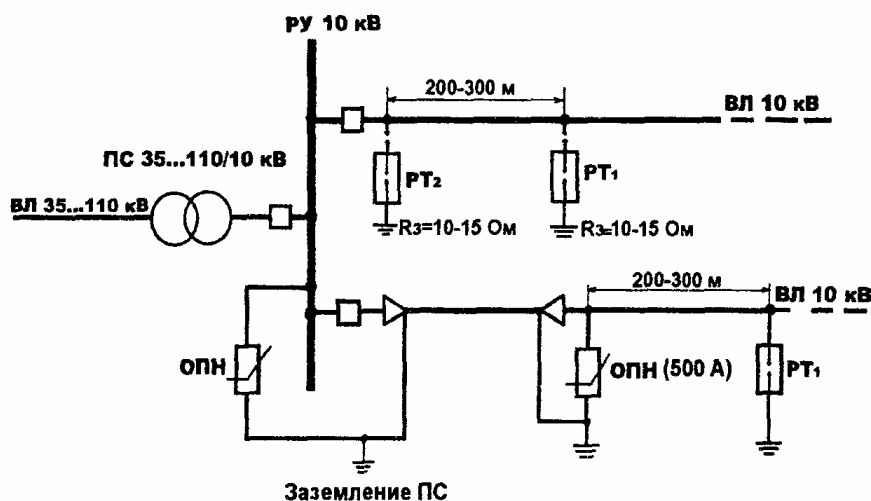 РУ 10 кВ
200-300 м
ВЛ 10 кВ
ПС 35...110/10 кВ
РТ₂
РТ₁
ВЛ 35...110 кВ
Rз=10-15 Ом
Rз=10-15 Ом
200-300 м
ВЛ 10 кВ
ОПН
ОПН (500 А)
РТ₁
Заземление ПС